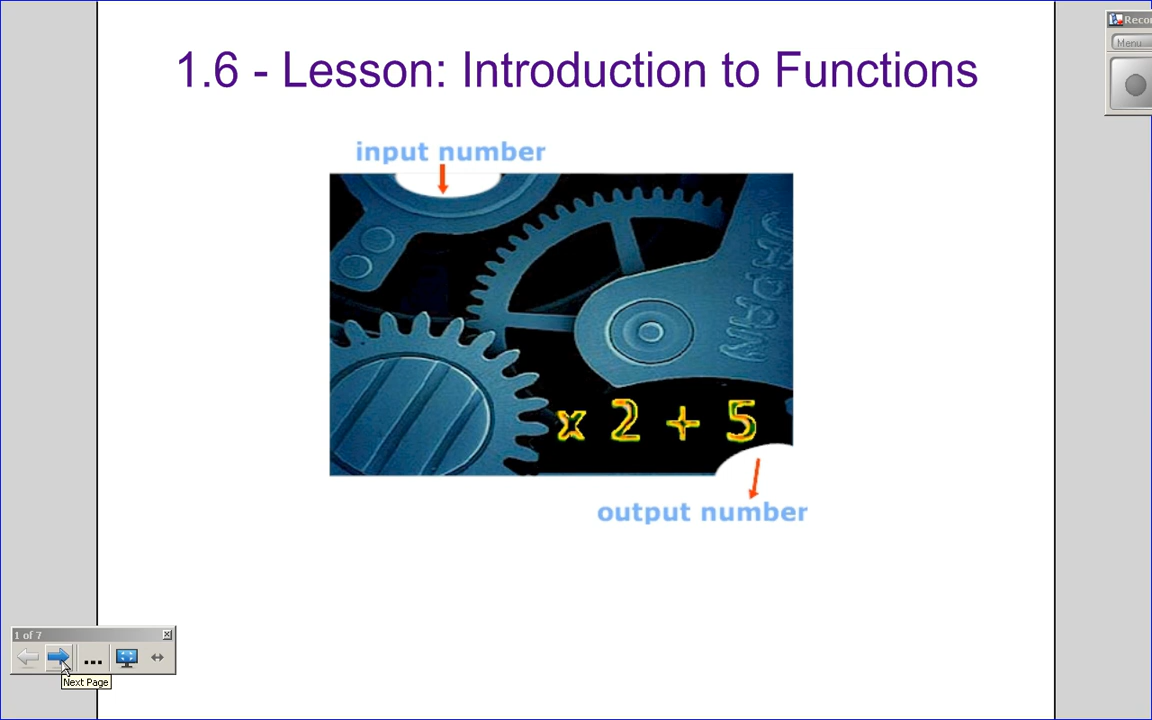 1.6 - Lesson: Introduction to Functions
Menu
input number
x 2 + 5
output number
1 of 7
...
Next Page